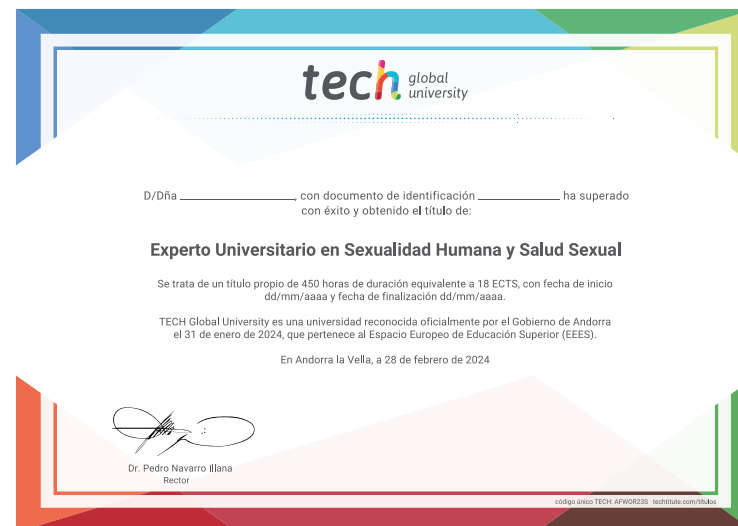 tech global
university
D/Dña ____________, con documento de identificación ____________ ha superado
con éxito y obtenido el título de:
Experto Universitario en Sexualidad Humana y Salud Sexual
Se trata de un título propio de 450 horas de duración equivalente a 18 ECTS, con fecha de inicio
dd/mm/aaaa y fecha de finalización dd/mm/aaaa.
TECH Global University es una universidad reconocida oficialmente por el Gobierno de Andorra
el 31 de enero de 2024, que pertenece al Espacio Europeo de Educación Superior (EEES).
En Andorra la Vella, a 28 de febrero de 2024
Dr. Pedro Navarro Illana
Rector
código único TECH: AFWOR23S techtitute.com/titulos